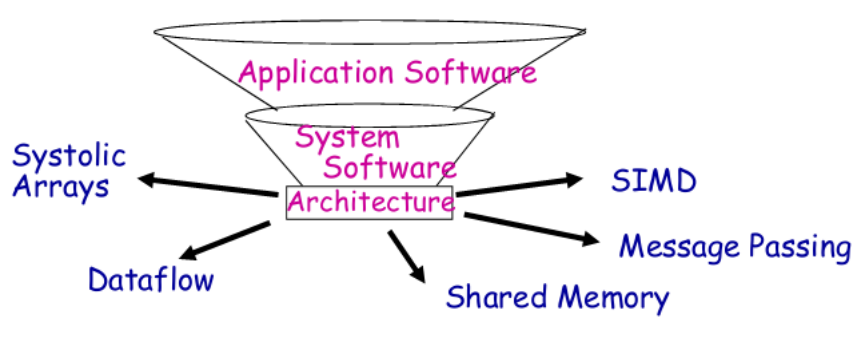 Application Software
System
Software
Systolic
Arrays
SIMD
Architecture
Message Passing
Dataflow
Shared Memory